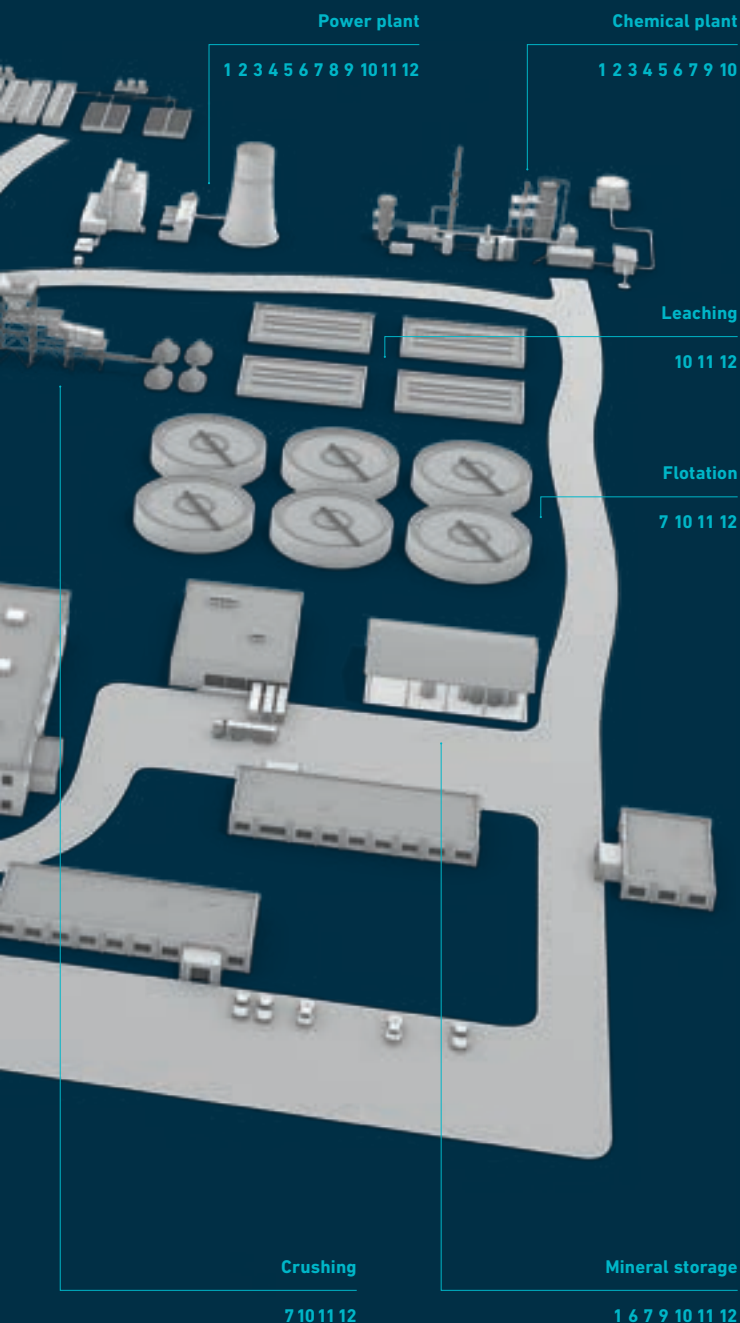 Power plant
1 2 3 4 5 6 7 8 9 10 11 12
Chemical plant
1 2 3 4 5 6 7 9 10
Leaching
10 11 12
Flotation
7 10 11 12
Crushing
7 10 11 12
Mineral storage
1 6 7 9 10 11 12